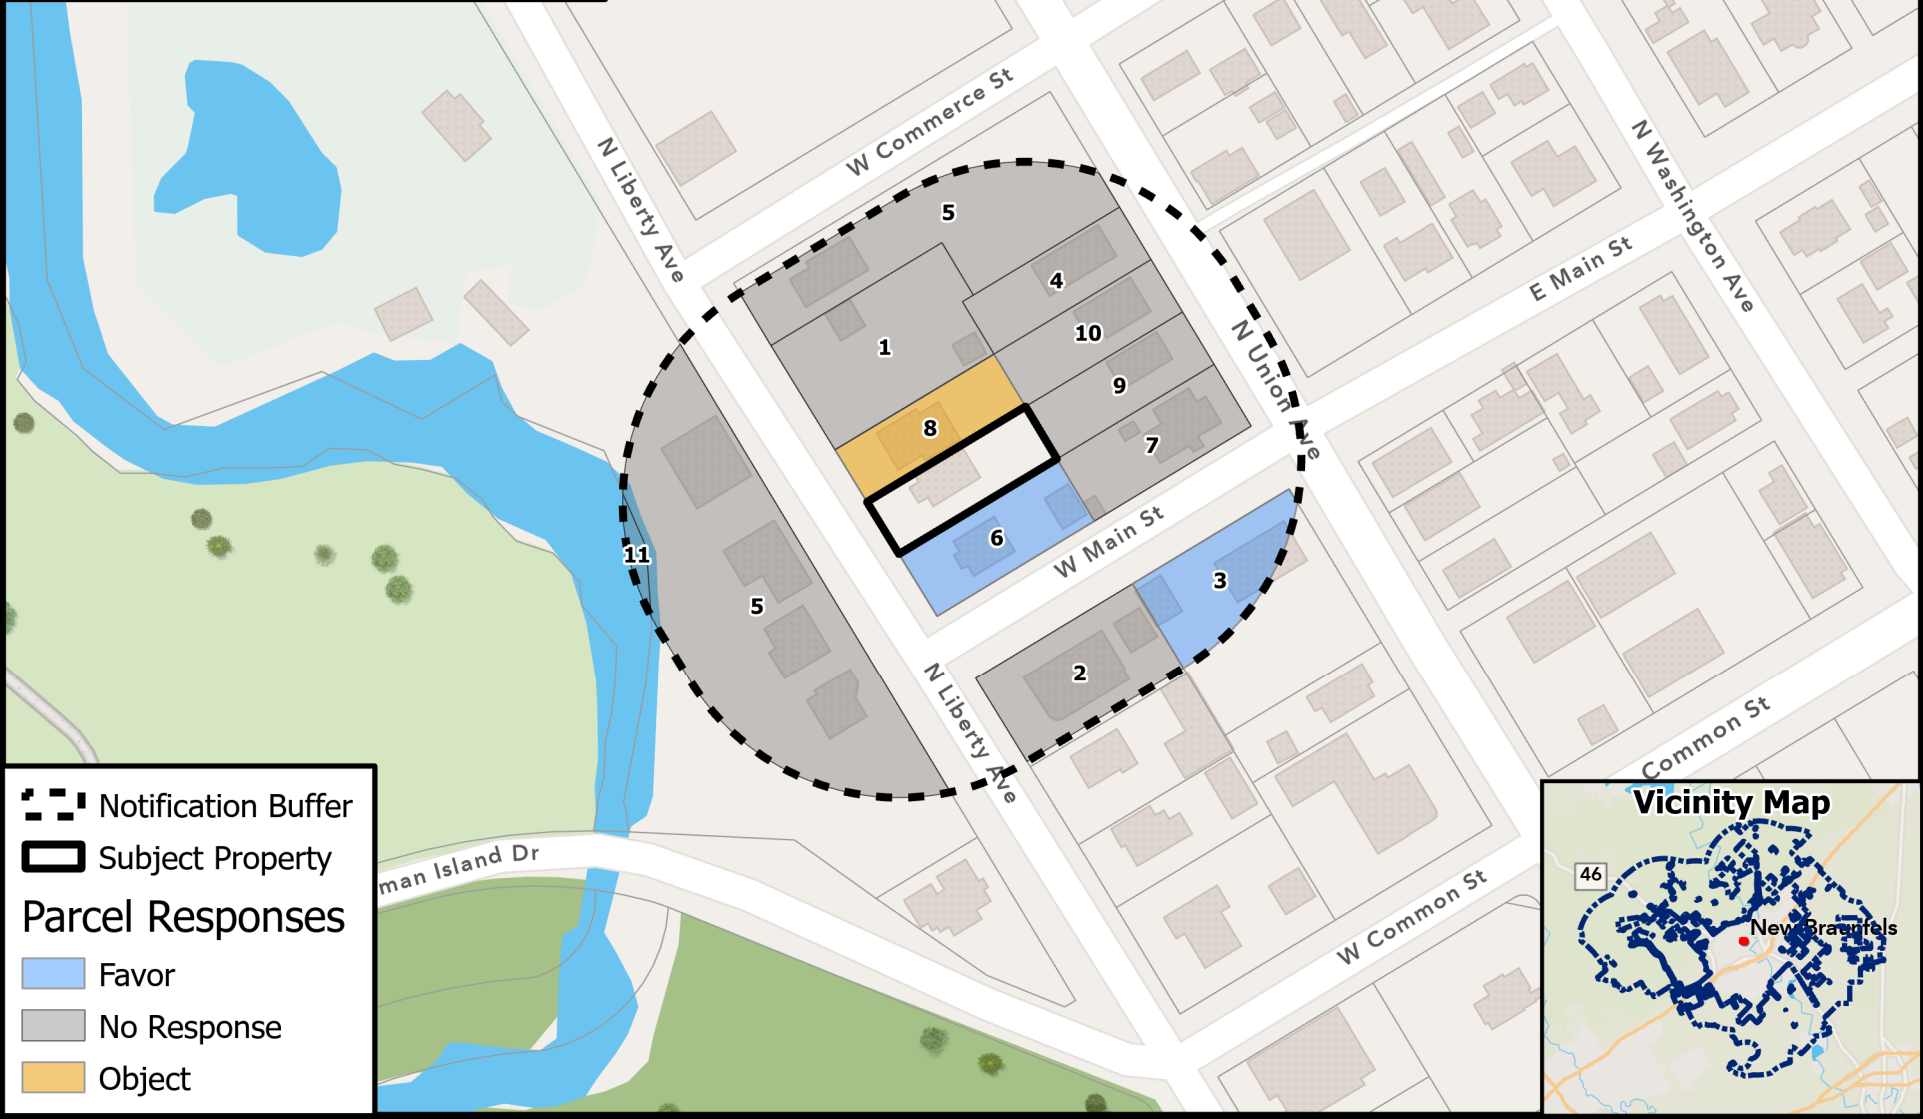 N Liberty Ave
W Commerce St
N Washington Ave
E Main St
N Union Ave
5
4
1
10
9
8
7
6
W Main St
11
3
5
2
N Liberty Ave
Common St
W Common St
man Island Dr
Notification Buffer
Subject Property
Parcel Responses
Favor
No Response
Object
Vicinity Map
46
New Braunfels